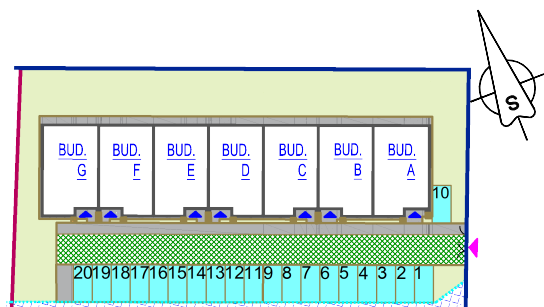 S
BUD. BUD. BUD. BUD. BUD. BUD. BUD.
G F E D C B A
10
20 19 18 17 16 15 14 13 12 11 9 8 7 6 5 4 3 2 1